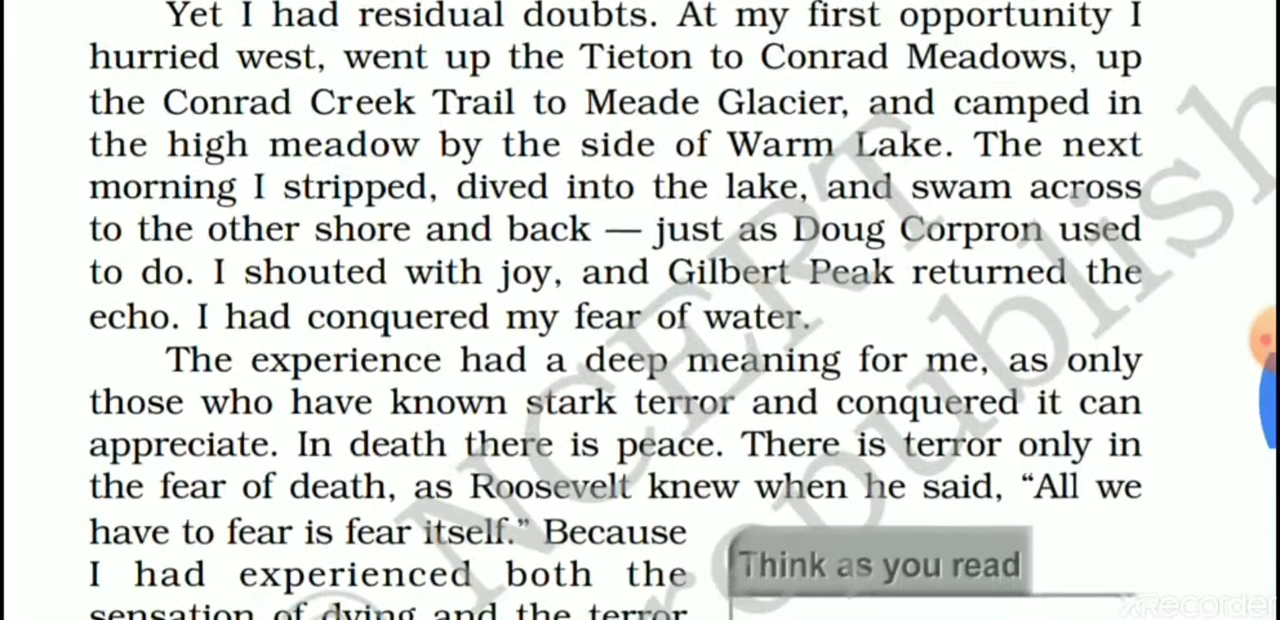 Yet I had residual doubts. At my first opportunity I
hurried west, went up the Tieton to Conrad Meadows, up
the Conrad Creek Trail to Meade Glacier, and camped in
the high meadow by the side of Warm Lake. The next
morning I stripped, dived into the lake, and swam across
to the other shore and back — just as Doug Corpron used
to do. I shouted with joy, and Gilbert Peak returned the
echo. I had conquered my fear of water.
The experience had a deep meaning for me, as only
those who have known stark terror and conquered it can
appreciate. In death there is peace. There is terror only in
the fear of death, as Roosevelt knew when he said, “All we
have to fear is fear itself.” Because
I had experienced both the
sensation of dying and the terror
Think as you read
© NCERT
republish
XRecorder